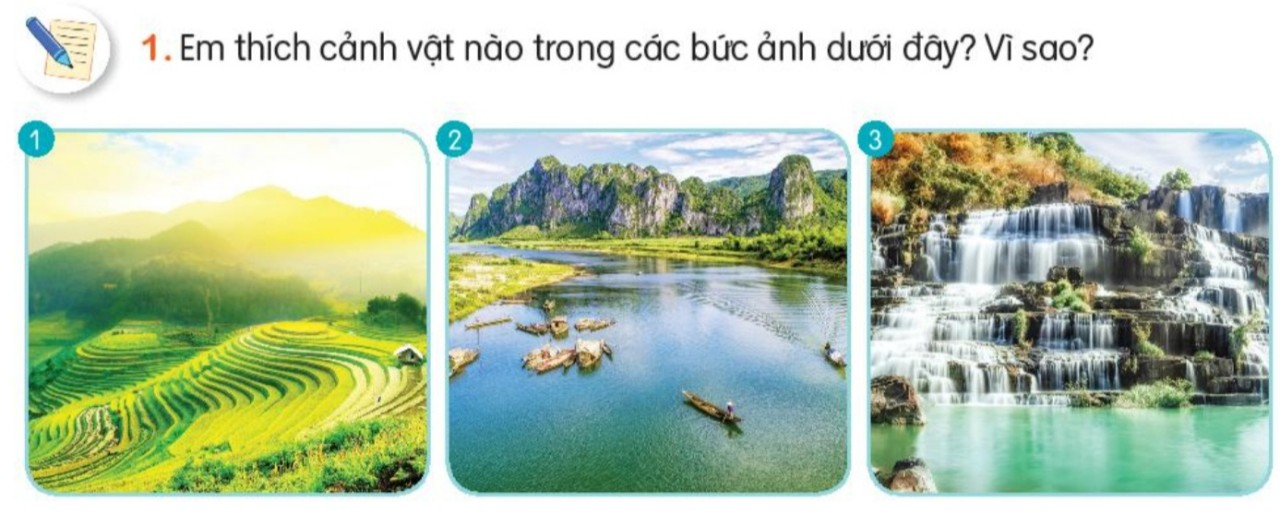 1. Em thích cảnh vật nào trong các bức ảnh dưới đây? Vì sao?
1
2
3